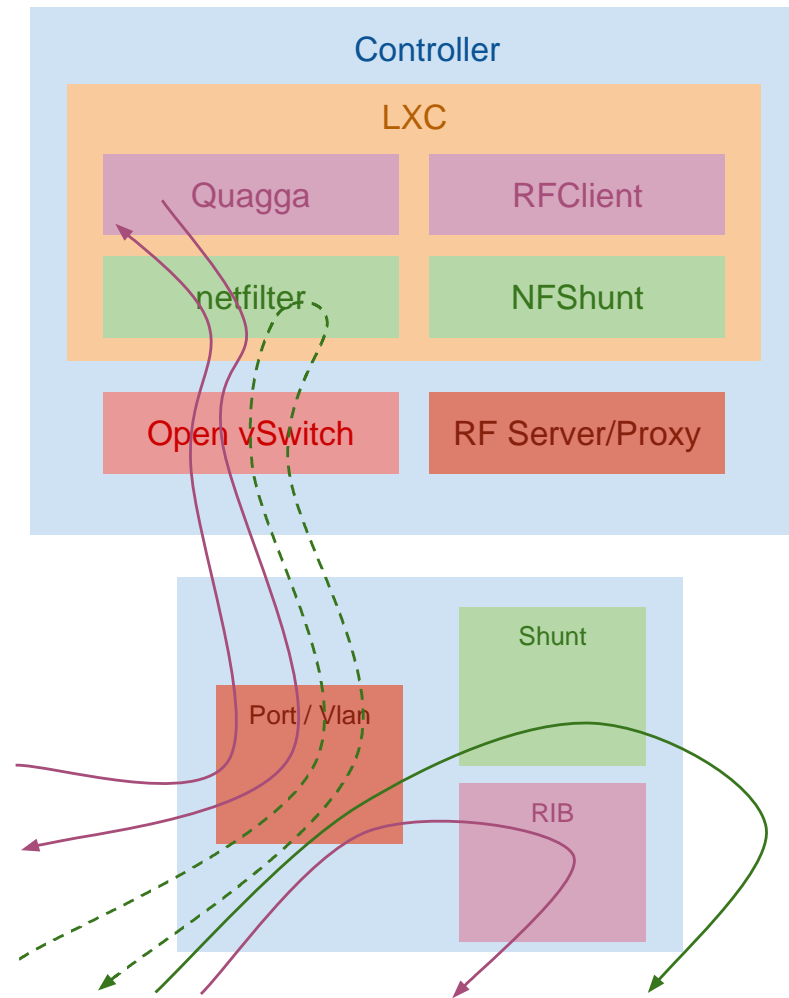 Controller
LXC
Quagga
RFClient
netfilter
NFShunt
Open vSwitch
RF Server/Proxy
Shunt
Port / Vlan
RIB